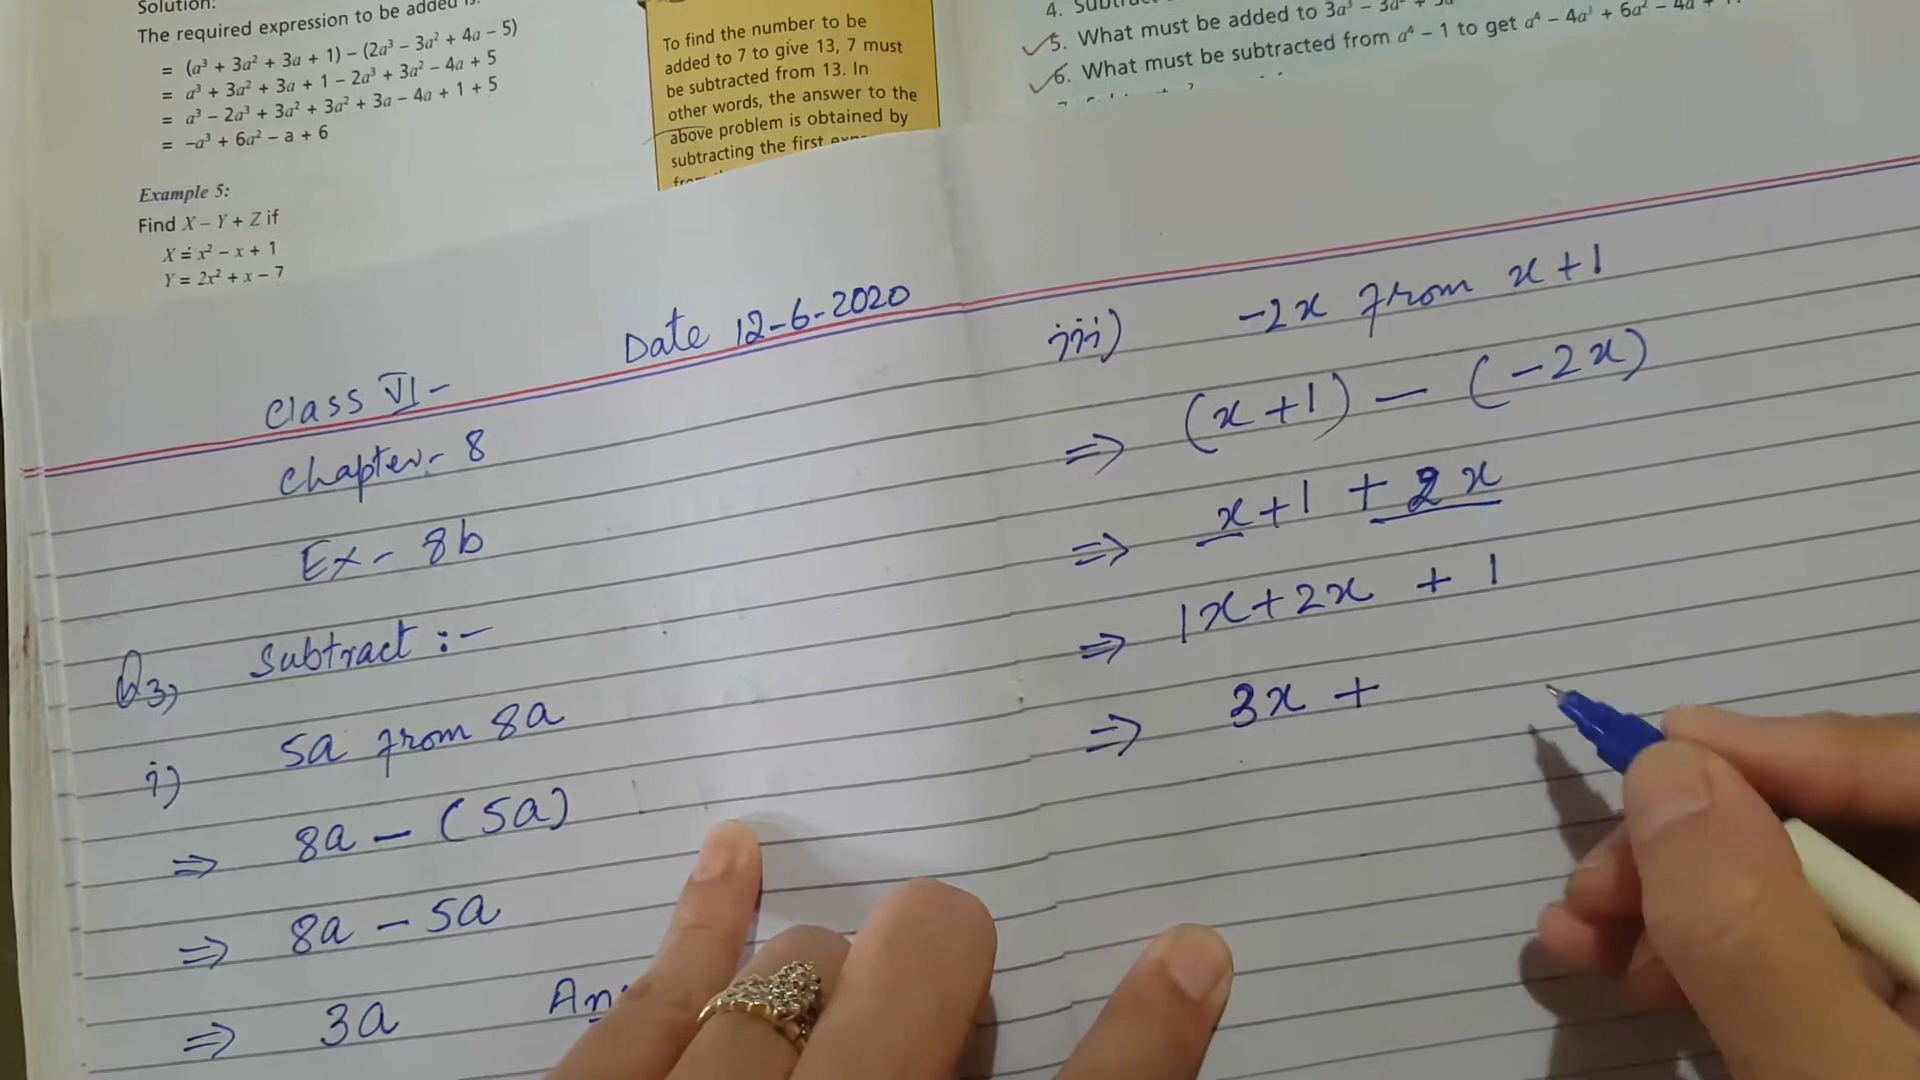 Solution:
The required expression to be added is:
= (a³ + 3a² + 3a + 1) – (2a³ – 3a² + 4a – 5)
= a³ + 3a² + 3a + 1 – 2a³ + 3a² – 4a + 5
= a³ – 2a³ + 3a² + 3a² + 3a – 4a + 1 + 5
= –a³ + 6a² – a + 6
Example 5:
Find X – Y + Z if
X = x² – x + 1
Y = 2x² + x – 7
To find the number to be
added to 7 to give 13, 7 must
be subtracted from 13. In
other words, the answer to the
above problem is obtained by
subtracting the first
4.
5. What must be added to 3a³ – 3a²
6. What must be subtracted from a⁴ – 1 to get a⁴ – 4a³ + 6a² – 4a
Date 12-6-2020
Class VI -
Chapter- 8
Ex- 8b
Q3, Subtract :-
i) 5a from 8a
⇒ 8a – (5a)
⇒ 8a – 5a
⇒ 3a Ans
iii) -2x from x+1
⇒ (x+1) – (-2x)
⇒ x+1 + 2x
⇒ 1x+2x + 1
⇒ 3x +